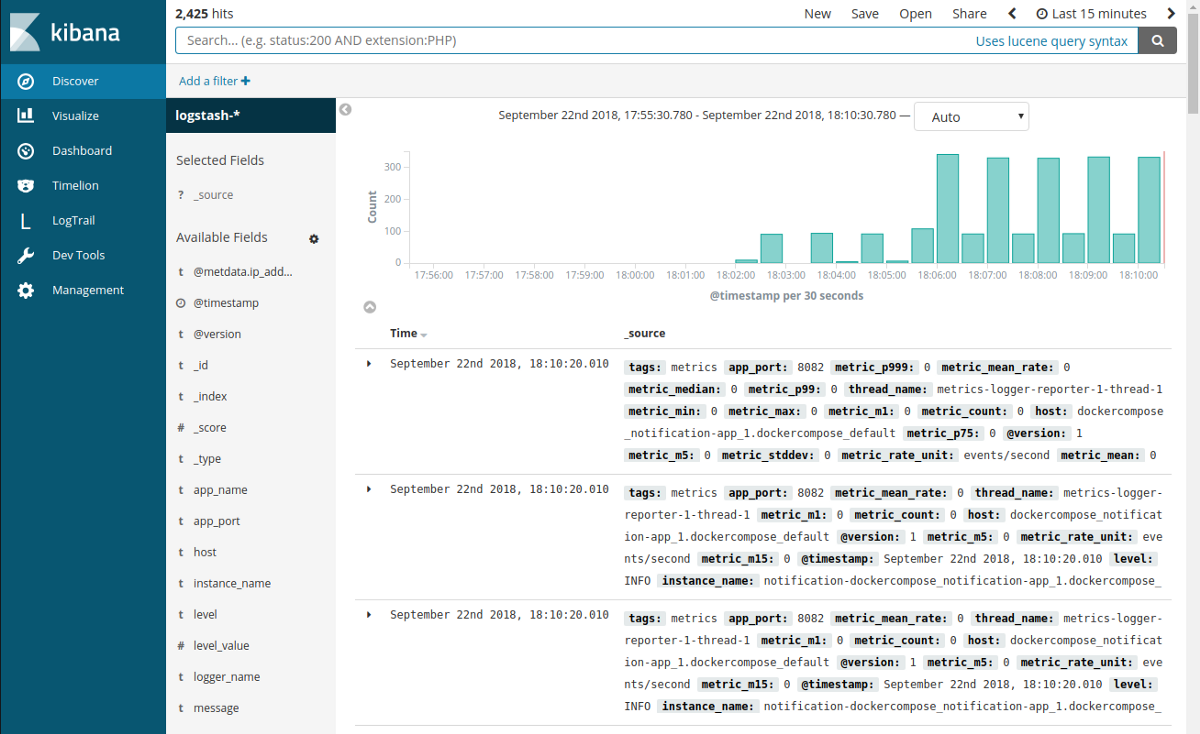 kibana
Discover
Visualize
Dashboard
Timelion
LogTrail
Dev Tools
Management
2,425 hits
New Save Open Share Last 15 minutes
Search... (e.g. status:200 AND extension:PHP) Uses lucene query syntax
Add a filter
logstash-*
Selected Fields
? _source
Available Fields
t @metdata.ip_add...
@timestamp
t @version
t _id
t _index
# _score
t _type
t app_name
t app_port
t host
t instance_name
t level
# level_value
t logger_name
t message
September 22nd 2018, 17:55:30.780 - September 22nd 2018, 18:10:30.780 — Auto
Count
300
200
100
0
17:56:00 17:57:00 17:58:00 17:59:00 18:00:00 18:01:00 18:02:00 18:03:00 18:04:00 18:05:00 18:06:00 18:07:00 18:08:00 18:09:00 18:10:00
@timestamp per 30 seconds
Time _source
September 22nd 2018, 18:10:20.010 tags: metrics app_port: 8082 metric_p999: 0 metric_mean_rate: 0
metric_median: 0 metric_p99: 0 thread_name: metrics-logger-reporter-1-thread-1
metric_min: 0 metric_max: 0 metric_m1: 0 metric_count: 0 host: dockercompose
_notification-app_1.dockercompose_default metric_p75: 0 @version: 1
metric_m5: 0 metric_stddev: 0 metric_rate_unit: events/second metric_mean: 0
September 22nd 2018, 18:10:20.010 tags: metrics app_port: 8082 metric_mean_rate: 0 thread_name: metrics-logger-
reporter-1-thread-1 metric_m1: 0 metric_count: 0 host: dockercompose_notificat
ion-app_1.dockercompose_default @version: 1 metric_m5: 0 metric_rate_unit: eve
nts/second metric_m15: 0 @timestamp: September 22nd 2018, 18:10:20.010 level:
INFO instance_name: notification-dockercompose_notification-app_1.dockercompose_
September 22nd 2018, 18:10:20.010 tags: metrics app_port: 8082 metric_mean_rate: 0 thread_name: metrics-logger-
reporter-1-thread-1 metric_m1: 0 metric_count: 0 host: dockercompose_notificat
ion-app_1.dockercompose_default @version: 1 metric_m5: 0 metric_rate_unit: eve
nts/second metric_m15: 0 @timestamp: September 22nd 2018, 18:10:20.010 level:
INFO instance_name: notification-dockercompose_notification-app_1.dockercompose_